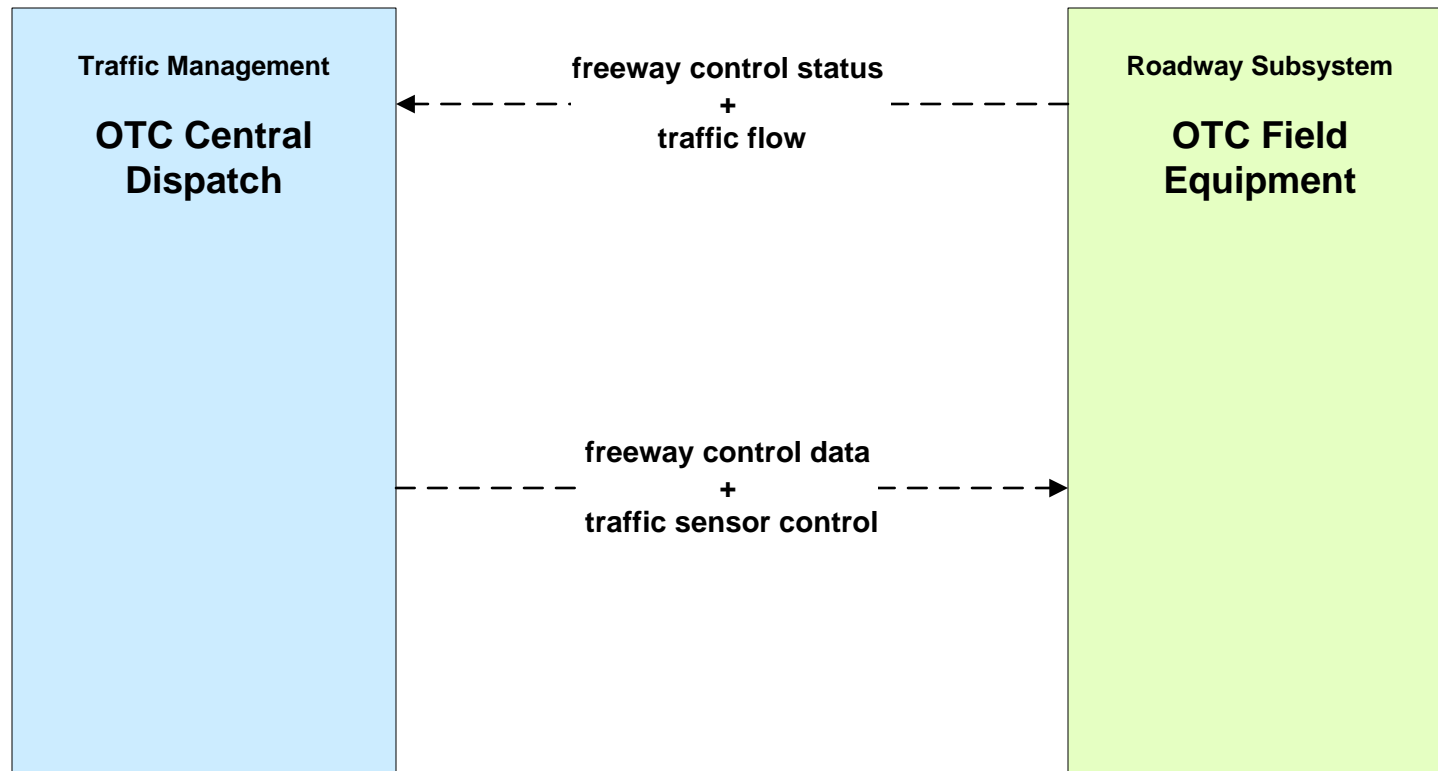 Traffic Management
OTC Central
Dispatch
freeway control status
+
traffic flow
Roadway Subsystem
OTC Field
Equipment
freeway control data
+
traffic sensor control